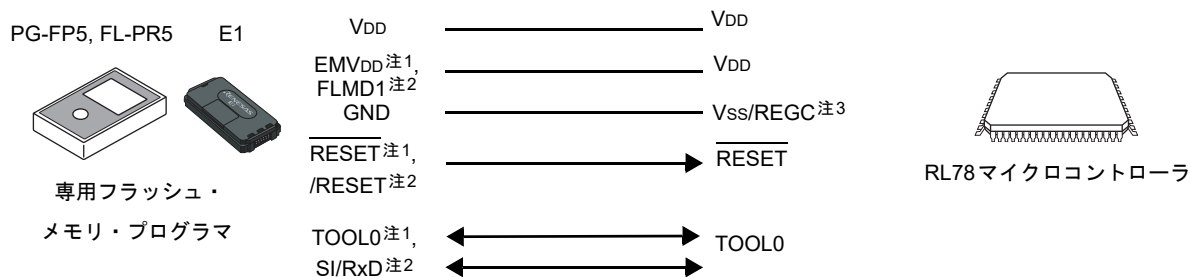 PG-FP5, FL-PR5 E1
専用フラッシュ・
メモリ・プログラマ
VDD
EMVDD注1,
FLMD1注2
GND
RESET注1,
/RESET注2
TOOL0注1,
SI/RxD注2
VDD
VDD
VSS/REGC注3
RESET
TOOL0
RENESAS
RL78マイクロコントローラ